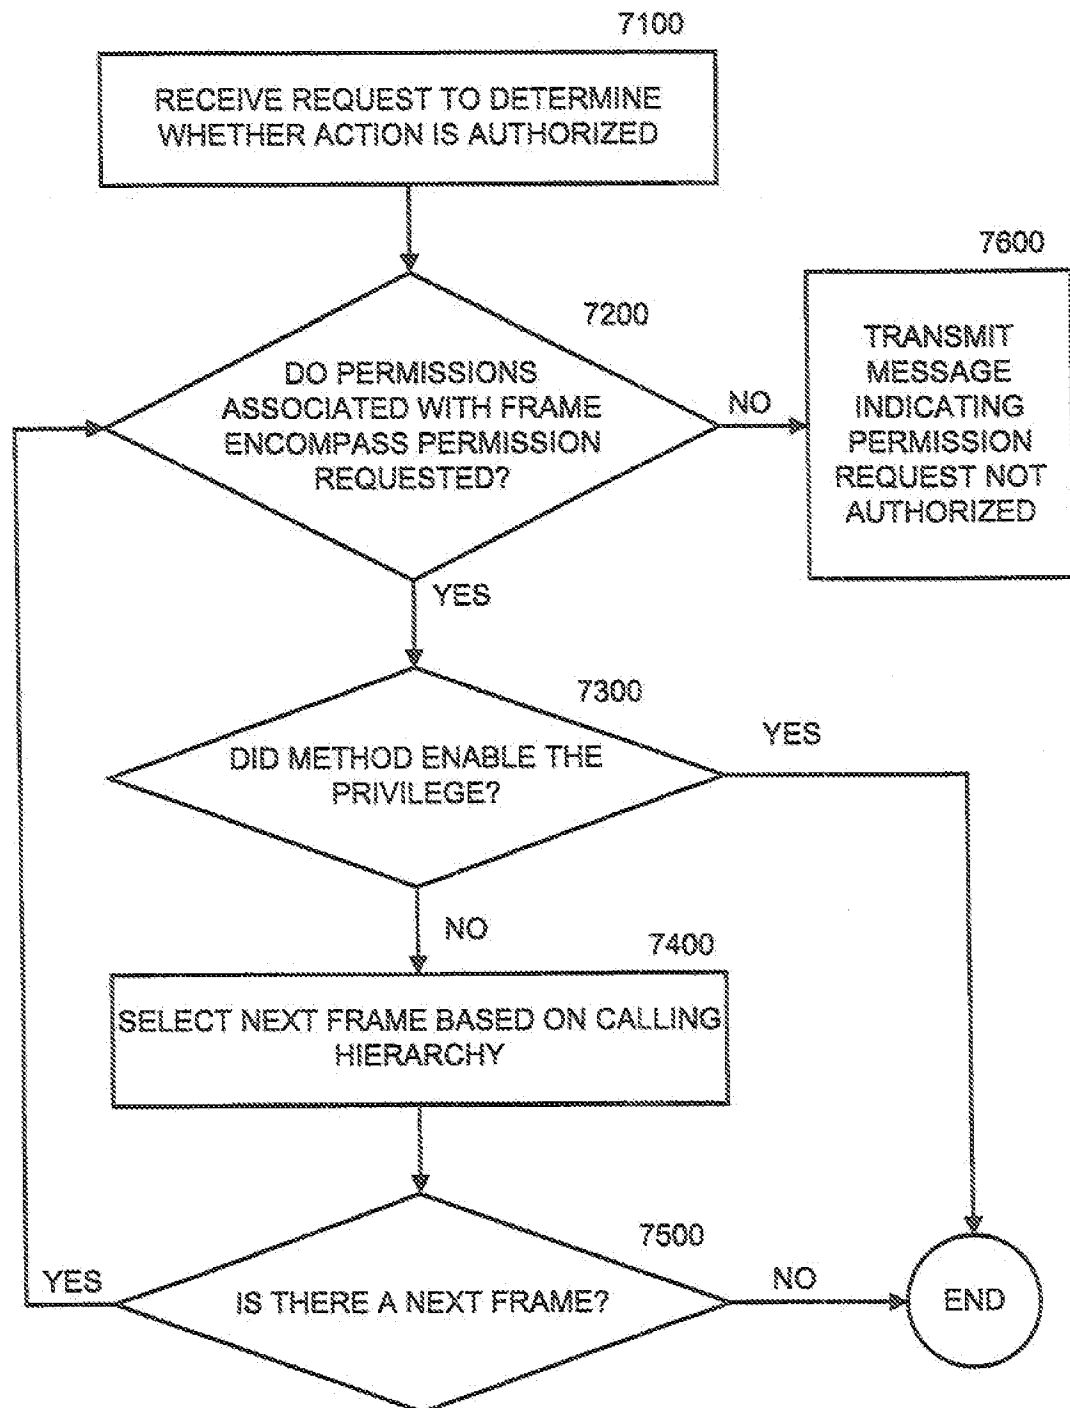 7100
RECEIVE REQUEST TO DETERMINE
WHETHER ACTION IS AUTHORIZED
7200
DO PERMISSIONS
ASSOCIATED WITH FRAME
ENCOMPASS PERMISSION
REQUESTED?
NO
7600
TRANSMIT
MESSAGE
INDICATING
PERMISSION
REQUEST NOT
AUTHORIZED
YES
7300
DID METHOD ENABLE THE
PRIVILEGE?
YES
NO
7400
SELECT NEXT FRAME BASED ON CALLING
HIERARCHY
7500
IS THERE A NEXT FRAME?
YES
NO
END